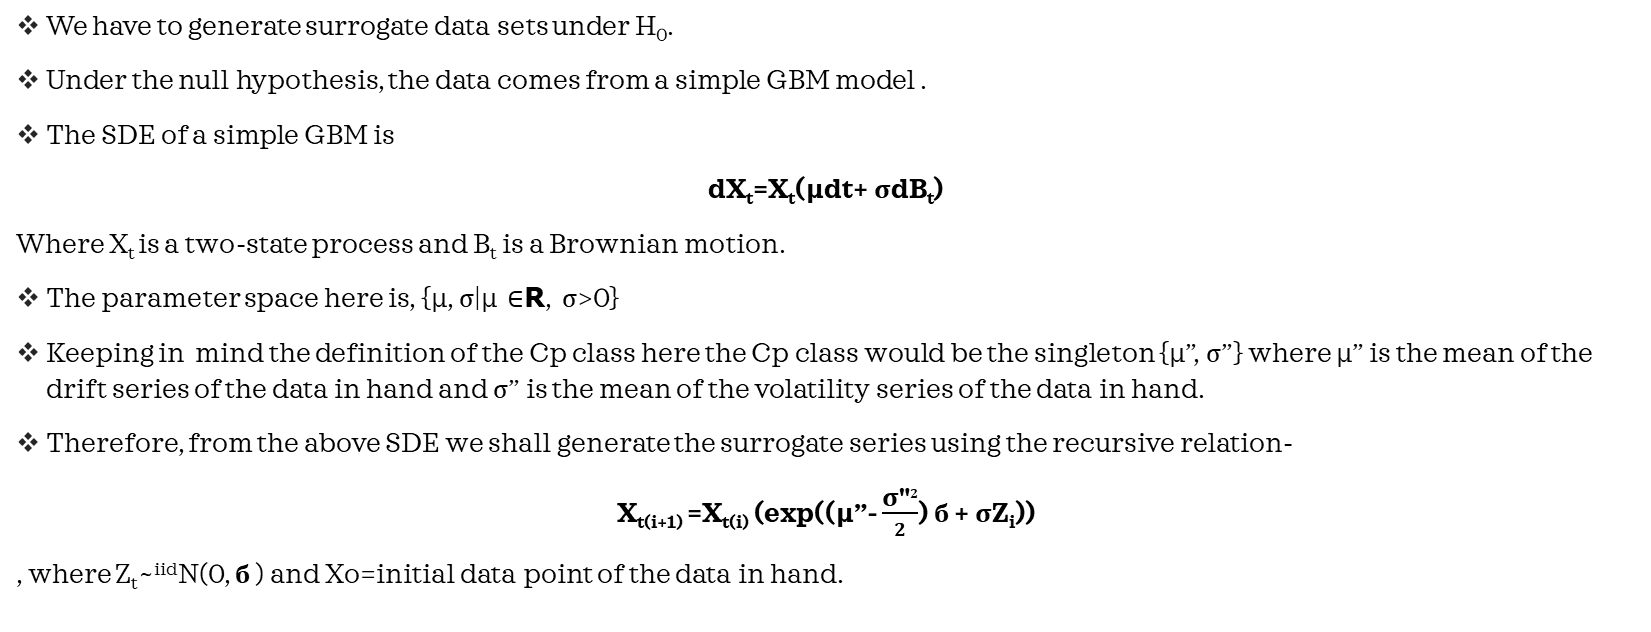 ❖ We have to generate surrogate data sets under H₀.
❖ Under the null hypothesis, the data comes from a simple GBM model .
❖ The SDE of a simple GBM is
dXₜ=Xₜ(μdt+ σdBₜ)
Where Xₜ is a two-state process and Bₜ is a Brownian motion.
❖ The parameter space here is, {μ, σ|μ ∈R, σ>0}
❖ Keeping in mind the definition of the Cp class here the Cp class would be the singleton {μ”, σ”} where μ” is the mean of the
drift series of the data in hand and σ” is the mean of the volatility series of the data in hand.
❖ Therefore, from the above SDE we shall generate the surrogate series using the recursive relation-
X_t(i+1) =X_t(i) (exp((μ”- σ"²/2) б + σZᵢ))
, where Zₜ~ⁱⁱᵈN(0, б ) and Xo=initial data point of the data in hand.